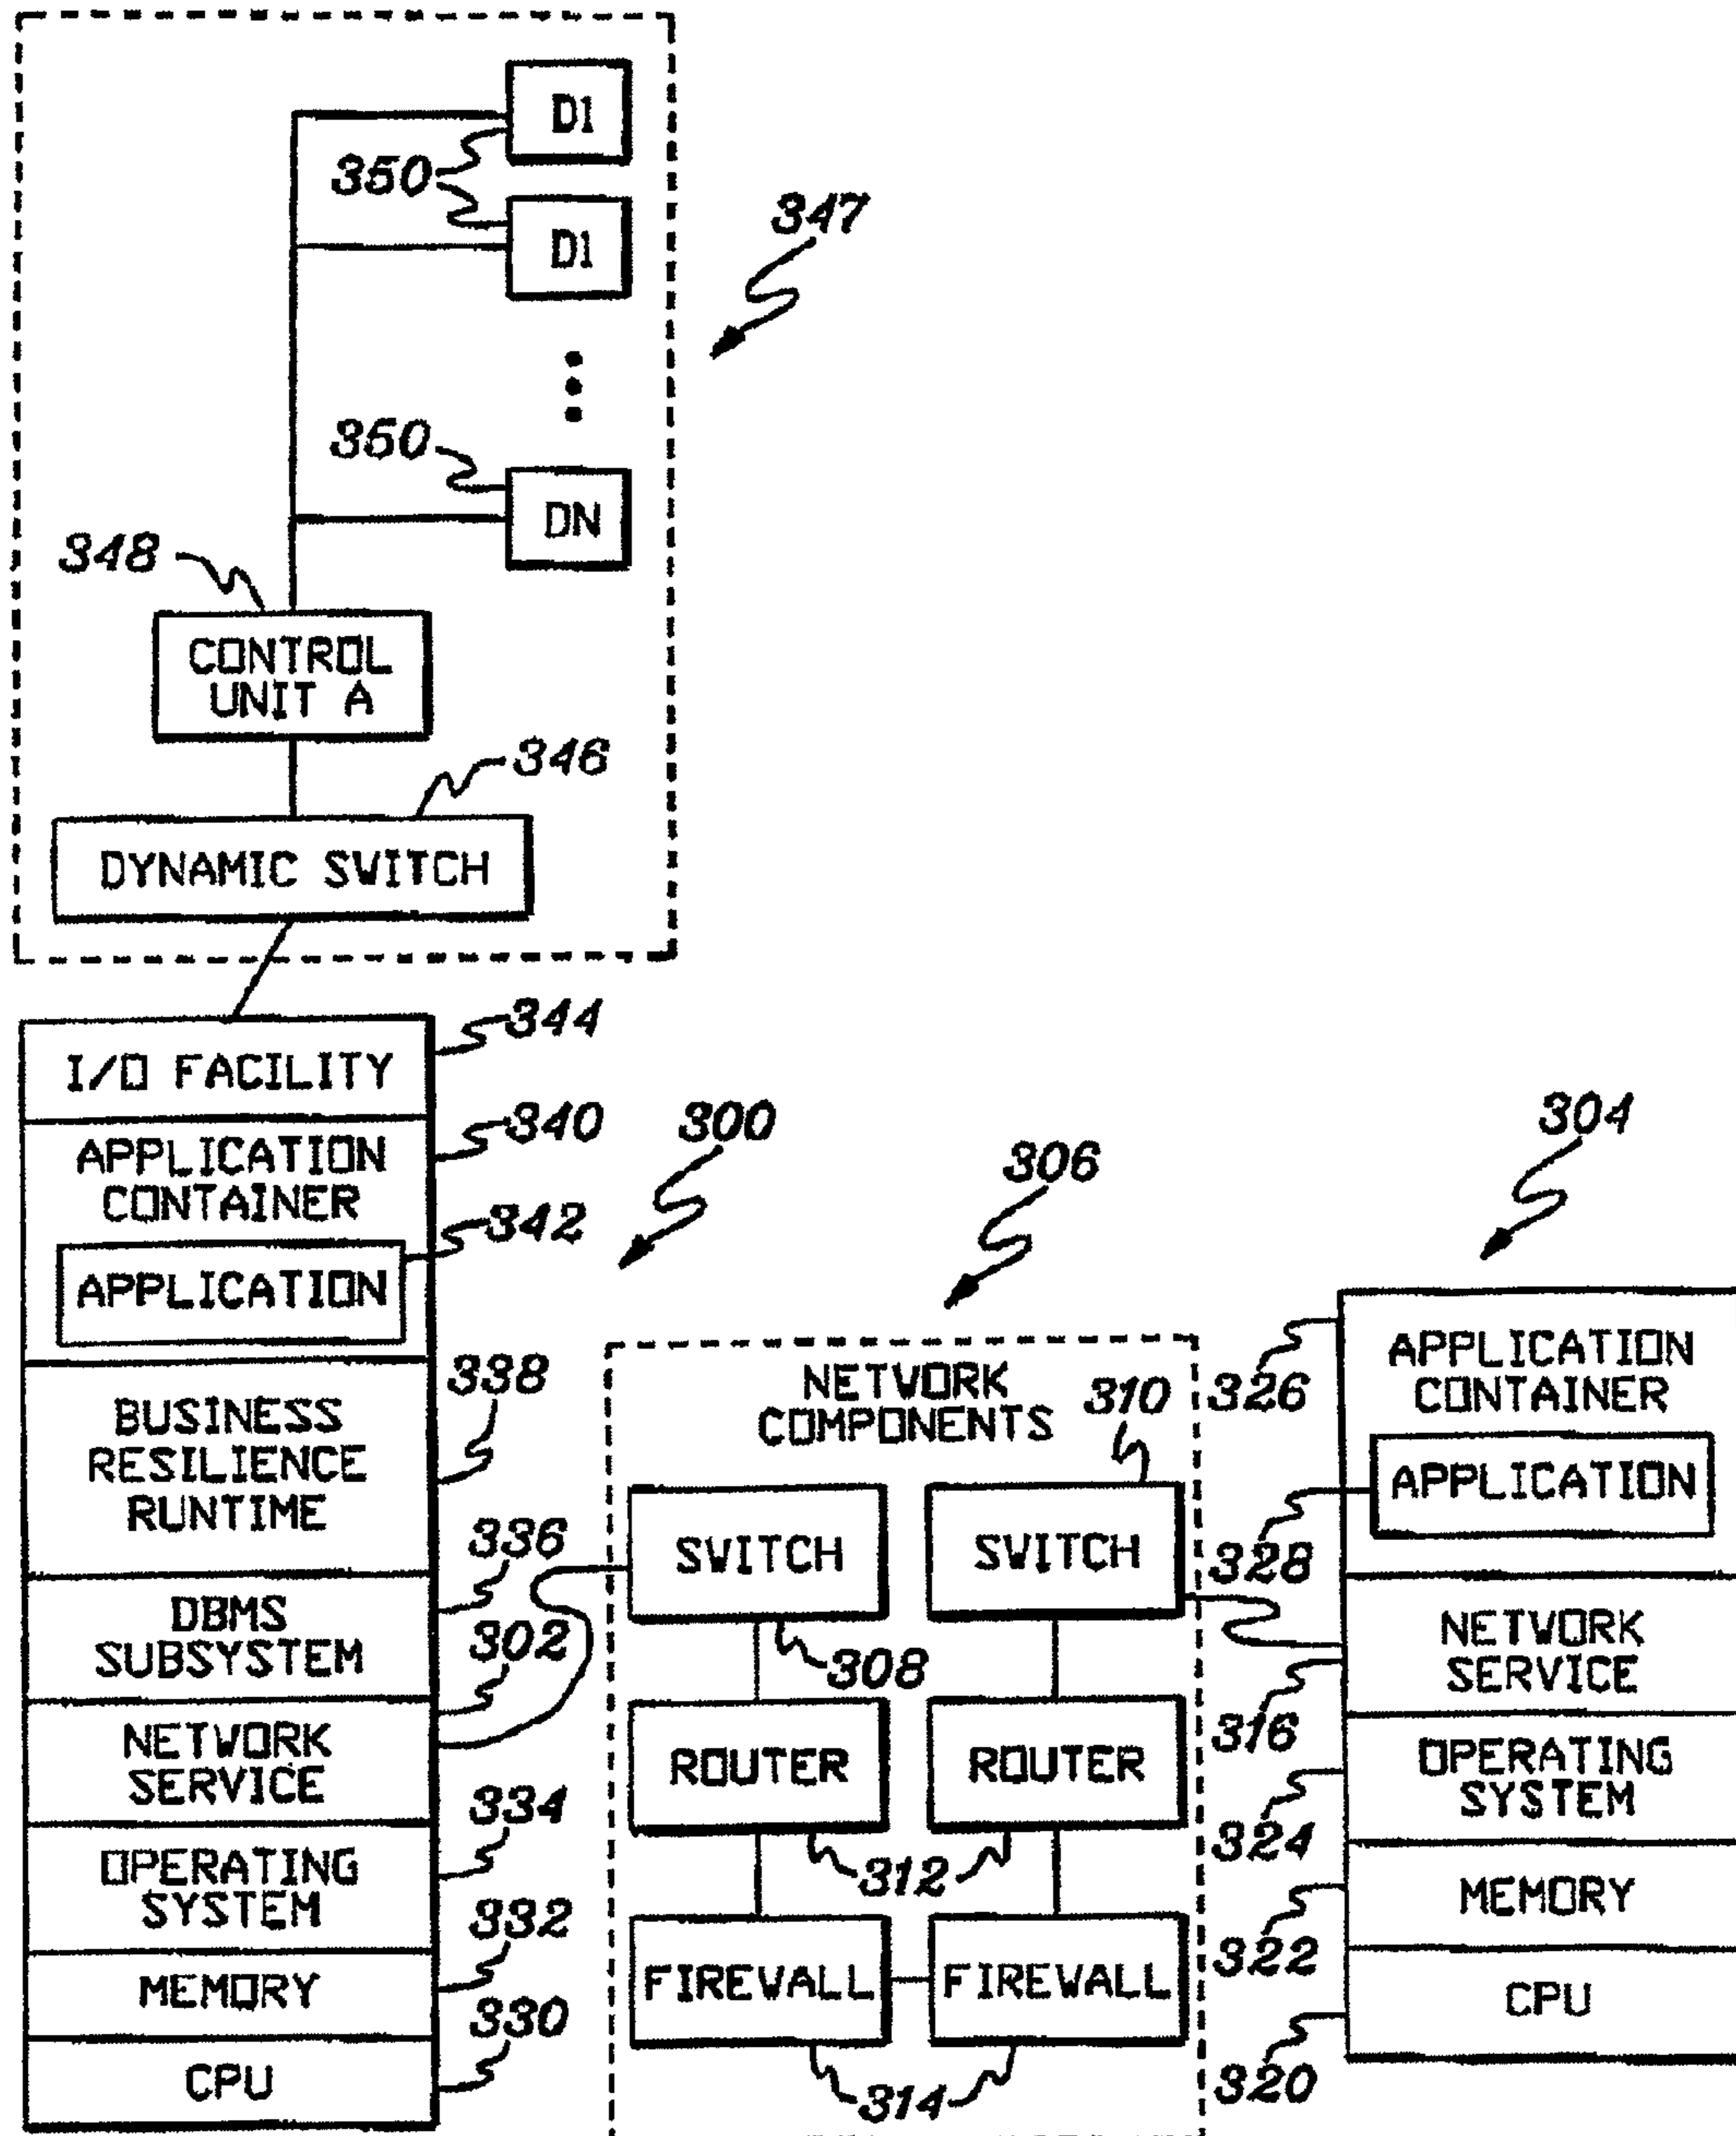 D1
350
D1
347
350
DN
348
CONTROL
UNIT A
346
DYNAMIC SWITCH
344
I/O FACILITY
340
APPLICATION
CONTAINER
342
APPLICATION
338
BUSINESS
RESILIENCE
RUNTIME
336
DBMS
SUBSYSTEM
302
NETWORK
SERVICE
334
OPERATING
SYSTEM
332
MEMORY
330
CPU
300
306
NETWORK
COMPONENTS
310
SWITCH
SWITCH
308
ROUTER
ROUTER
312
FIREWALL
FIREWALL
314
304
326
APPLICATION
CONTAINER
328
APPLICATION
316
NETWORK
SERVICE
324
OPERATING
SYSTEM
322
MEMORY
320
CPU